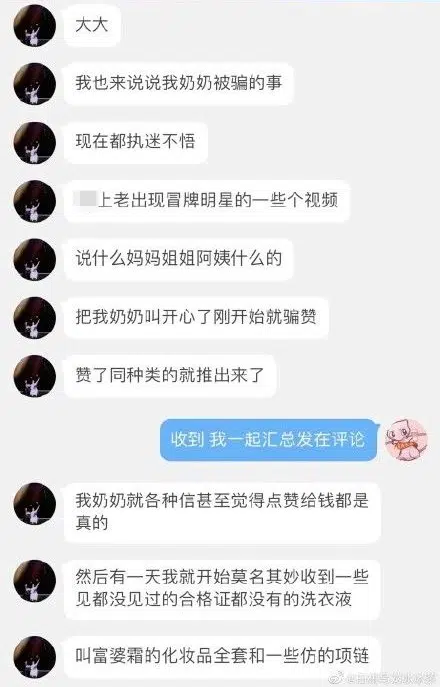 大大
我也来说说我奶奶被骗的事
现在都执迷不悟
上老出现冒牌明星的一些个视频
说什么妈妈姐姐阿姨什么的
把我奶奶叫开心了刚开始就骗赞
赞了同种类的就推出来了
收到 我一起汇总发在评论
我奶奶就各种信甚至觉得点赞给钱都是
真的
然后有一天我就开始莫名其妙收到一些
见都没见过的合格证都没有的洗衣液
叫富婆霜的化妆品全套和一些仿的项链